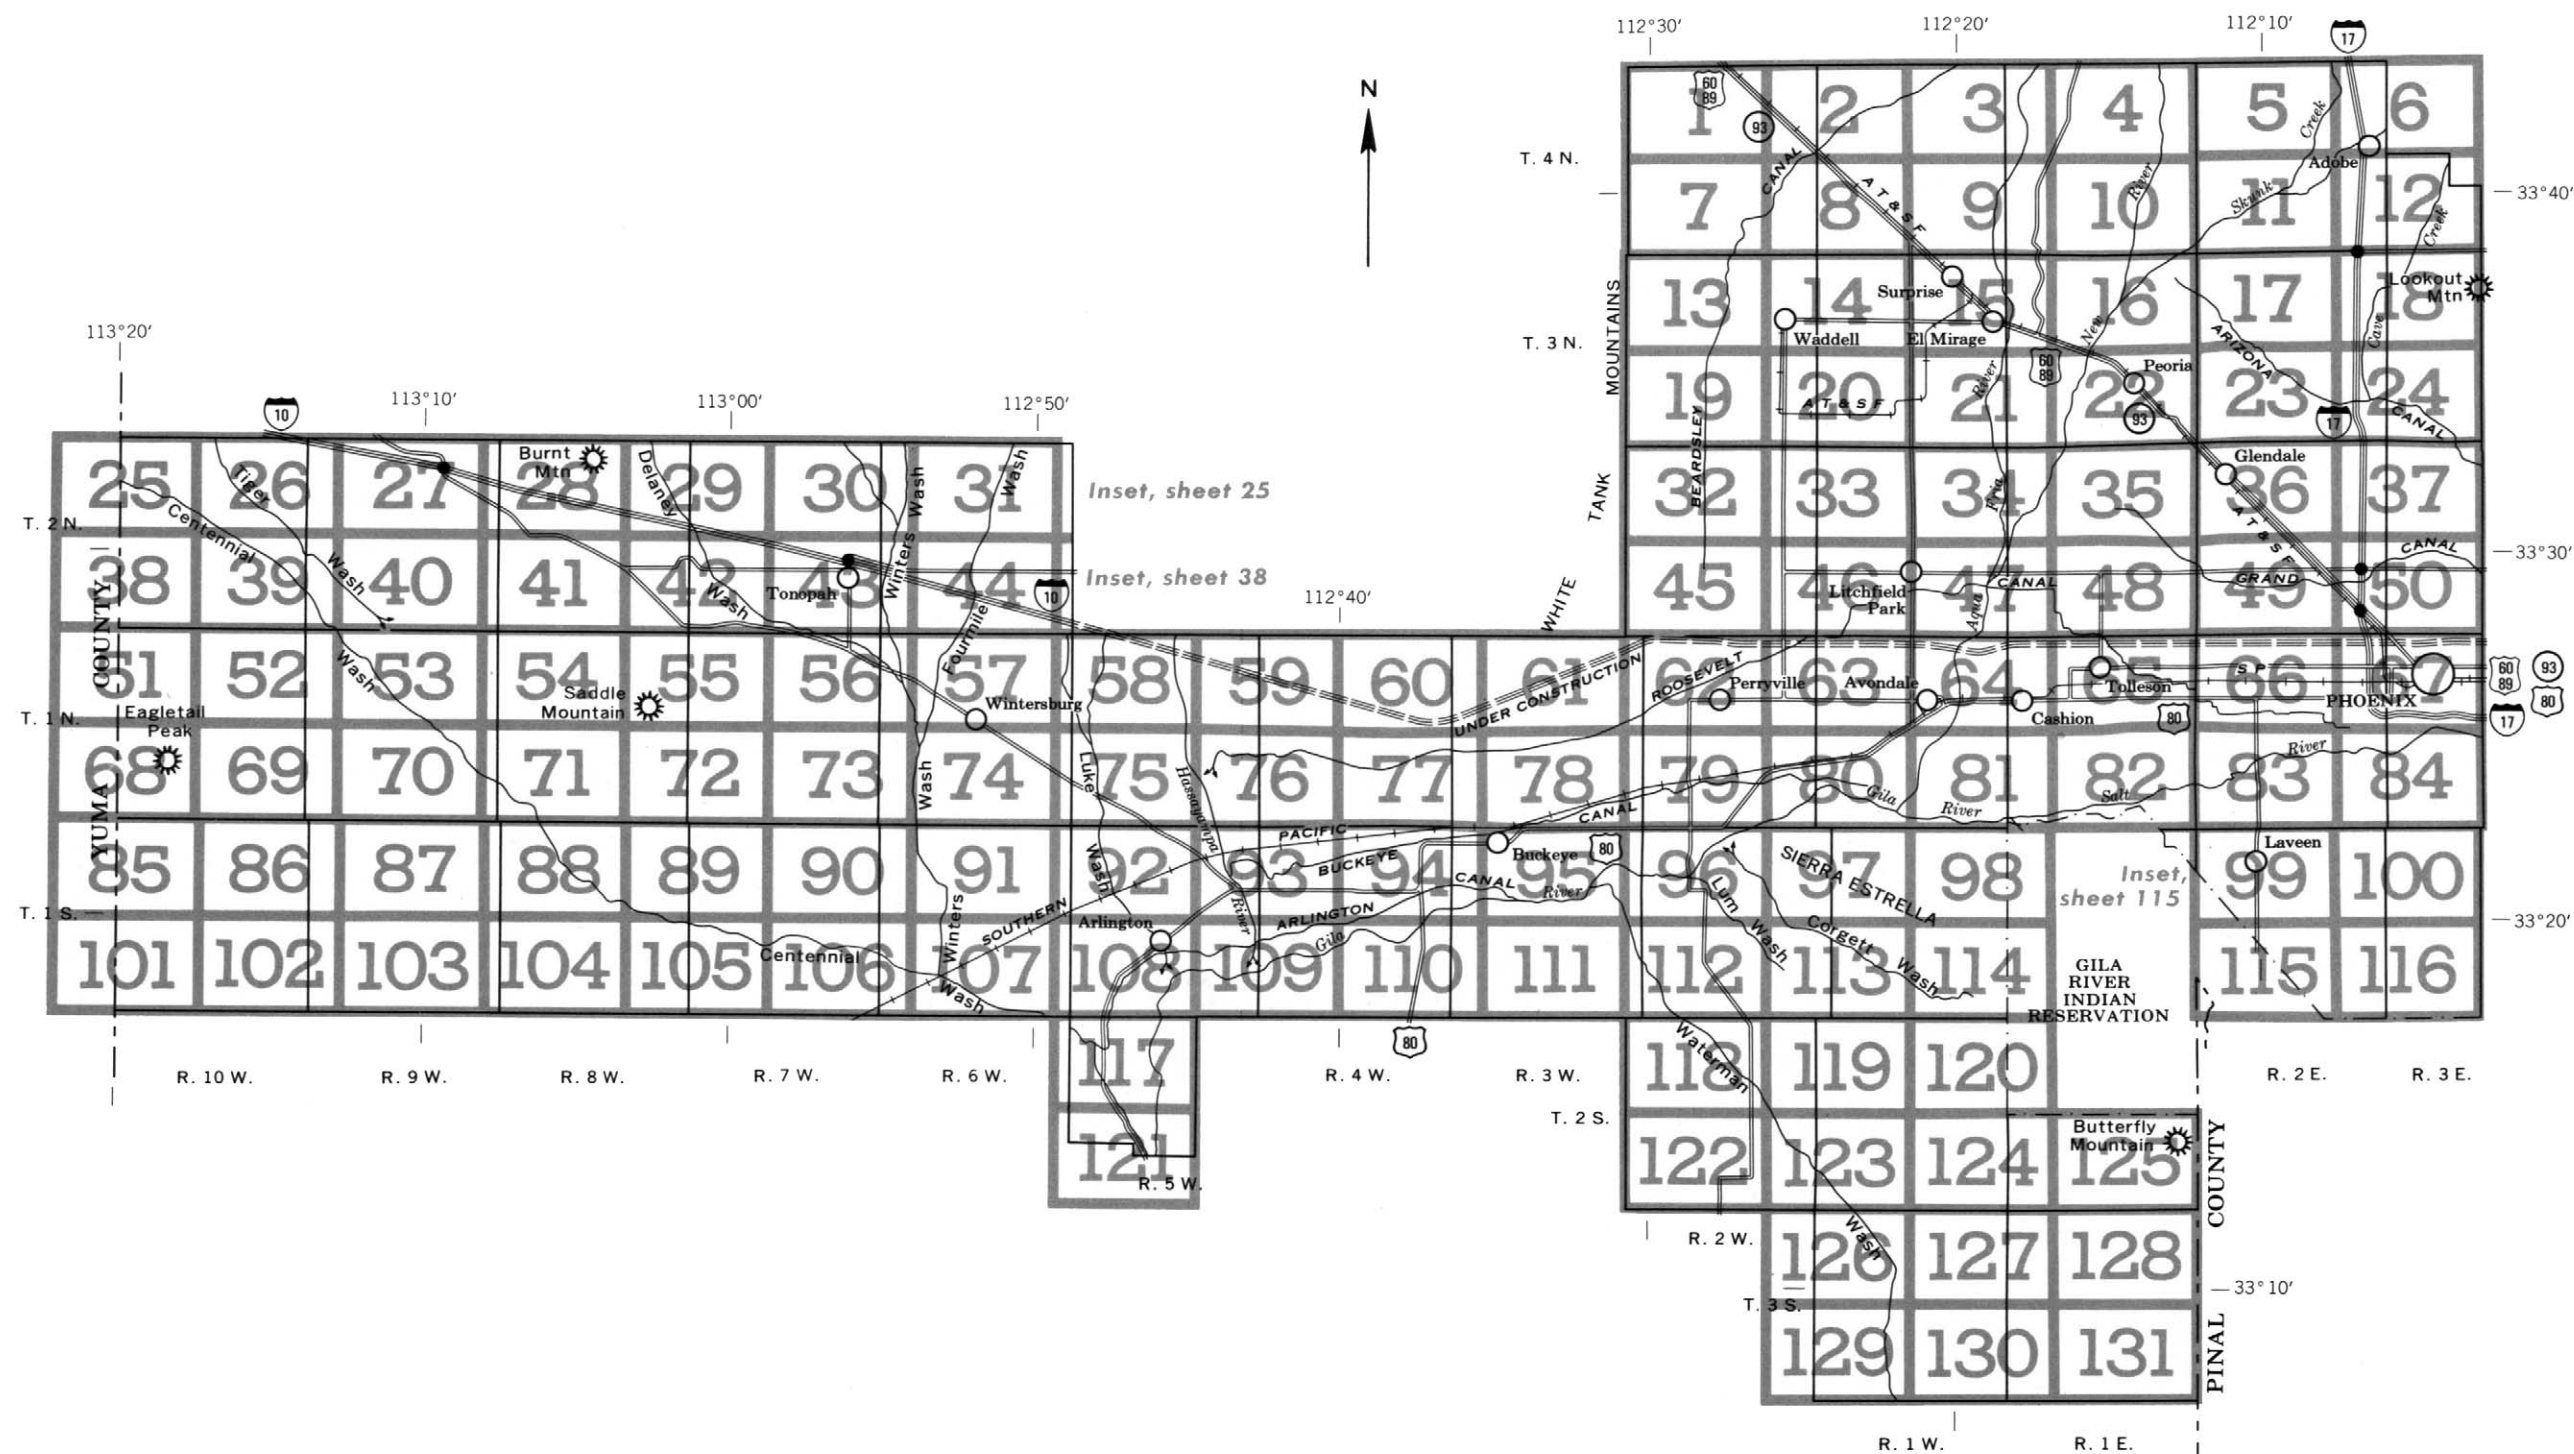 112°30′ 112°20′ 112°10′
17
N
60
89
93
1 2 3 4 5 6
Creek
Adobe
T. 4 N.
CANAL
A T & S F
River
Skunk
33°40′
7 8 9 10 11 12
Creek
MOUNTAINS
13 14 15 16 17 18
Lookout
Mtn
Surprise
Waddell
El Mirage
New
ARIZONA
Cave
T. 3 N.
60
89
Peoria
19 20 21 22 23 24
A T & S F
River
93
17
CANAL
BEARDSLEY
Glendale
113°20′
113°10′ 113°00′ 112°50′
10
Burnt
Mtn
25 26 27 28 29 30 31
Inset, sheet 25
Tiger
Delaney
Wash
Wash
32 33 34 35 36 37
TANK
Fria
A T & S F
T. 2 N.
Centennial
Wash
Winters
33°30′
CANAL
38 39 40 41 42 43 44
Inset, sheet 38
10
Tonopah
Wash
COUNTY
WHITE
45 46 47 48 49 50
Litchfield
Park
CANAL
GRAND
Aqua
112°40′
Fourmile
51 52 53 54 55 56 57 58 59 60 61 62 63 64 65 66 67
Wash
Saddle
Mountain
Wintersburg
UNDER CONSTRUCTION
ROOSEVELT
Perryville
Avondale
Cashion
Tolleson
S P
PHOENIX
80
60
89
93
80
17
T. 1 N.
Eagletail
Peak
68 69 70 71 72 73 74 75 76 77 78 79 80 81 82 83 84
YUMA
Wash
Luke
Hassayampa
Gila
River
Salt
River
PACIFIC
CANAL
85 86 87 88 89 90 91 92 93 94 95 96 97 98 99 100
BUCKEYE
Buckeye
80
SIERRA ESTRELLA
Inset,
sheet 115
Laveen
Wash
CANAL
River
Lum
Wash
T. 1 S.
Winters
SOUTHERN
Arlington
River
ARLINGTON
Gila
Corgett
Wash
33°20′
101 102 103 104 105 106 107 108 109 110 111 112 113 114 115 116
Centennial
Wash
GILA
RIVER
INDIAN
RESERVATION
80
117 118 119 120
Waterman
R. 10 W. R. 9 W. R. 8 W. R. 7 W. R. 6 W. R. 4 W. R. 3 W. R. 2 E. R. 3 E.
T. 2 S.
Butterfly
Mountain
121 122 123 124 125
R. 5 W.
COUNTY
R. 2 W.
Wash
126 127 128
33°10′
T. 3 S.
129 130 131
PINAL
R. 1 W. R. 1 E.